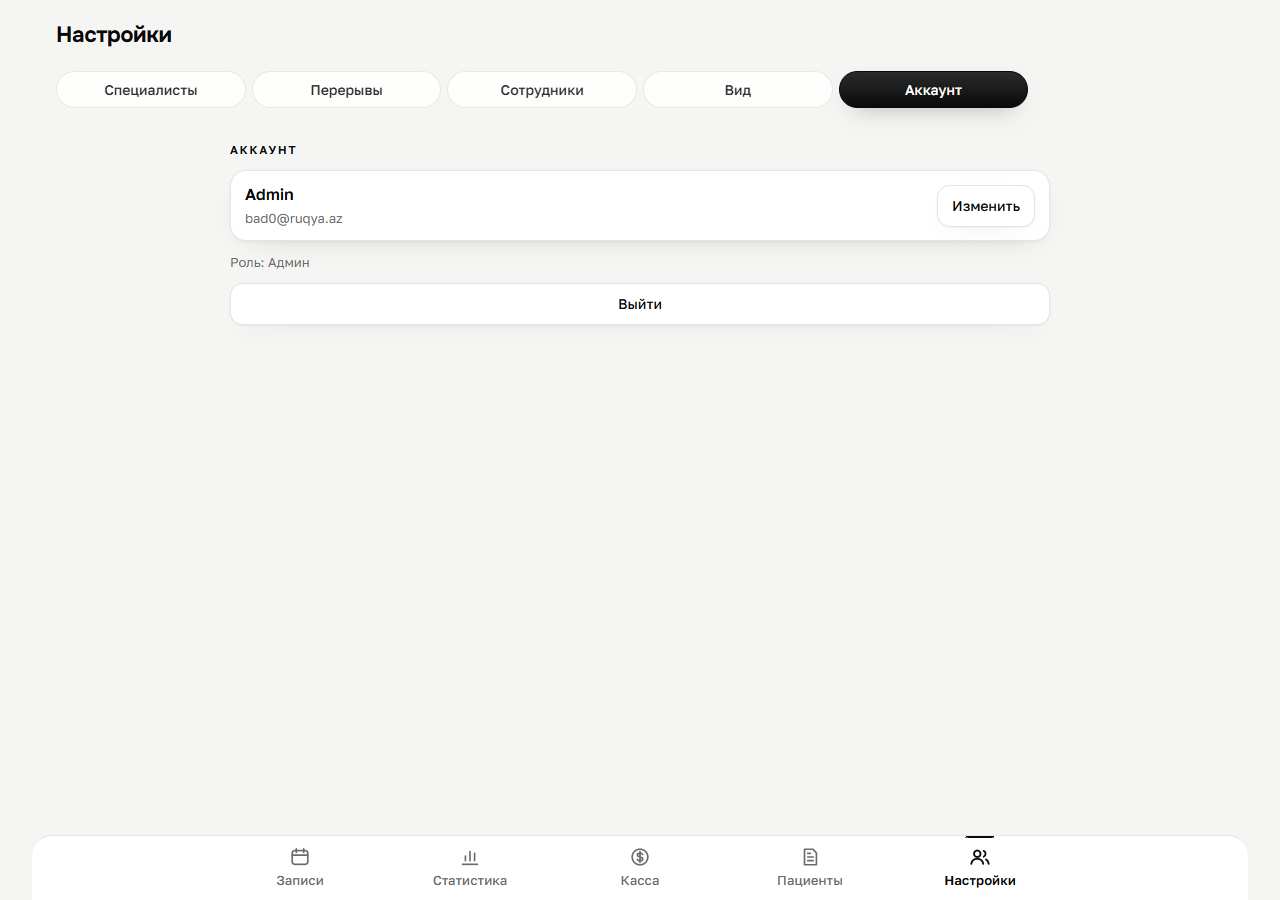 Настройки
Специалисты Перерывы Сотрудники Вид Аккаунт
АККАУНТ
Admin
bad0@ruqya.az
Изменить
Роль: Админ
Выйти
Записи Статистика Касса Пациенты Настройки